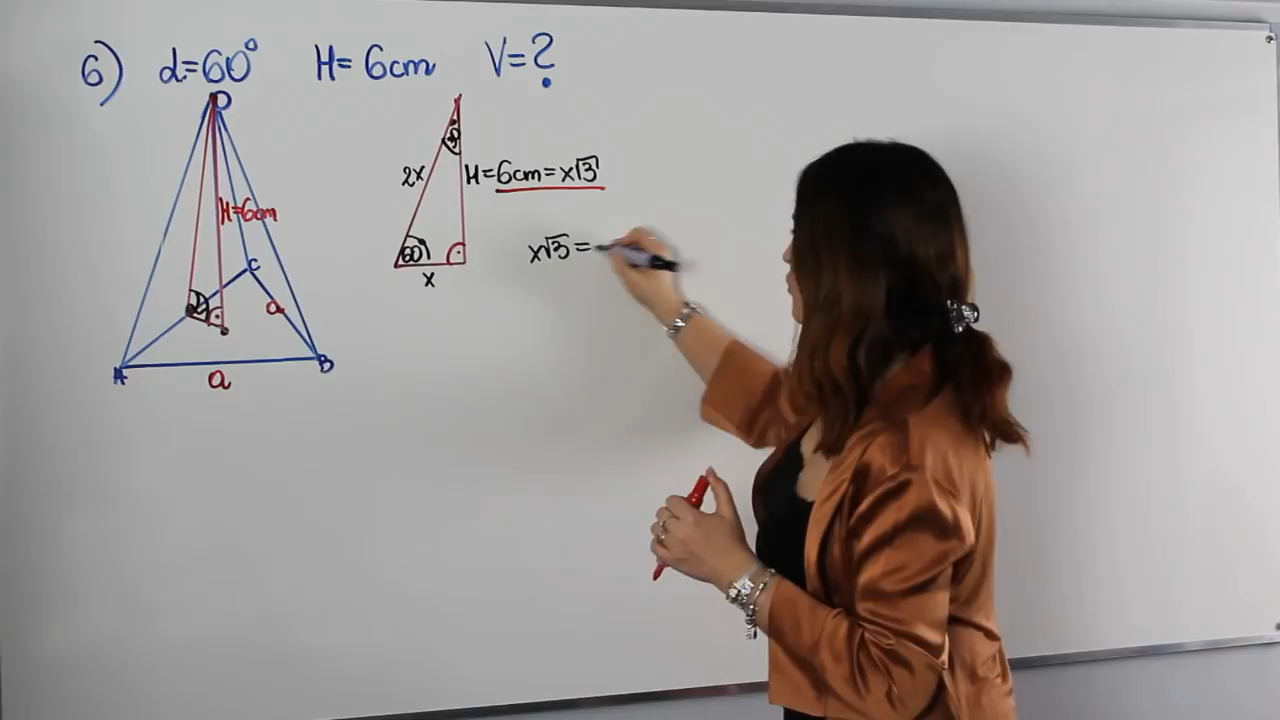 6) α=60° H=6cm V=?
D
H=6cm
C
a
A
B
a
2x
H=6cm=x√3
60°
x
x√3=